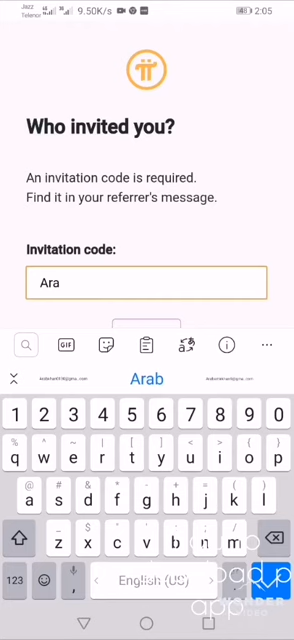 Jazz
Telenor
9.50K/s
48
2:05
Who invited you?
An invitation code is required.
Find it in your referrer's message.
Invitation code:
Ara
GIF
Arab
1 2 3 4 5 6 7 8 9 0
% ^ ~ | [ ] < > { }
q w e r t y u i o p
@ # & * - + = ( )
a s d f g h j k l
_ $ " ' : ; /
z x c v b n m
123
,
English (US)
app